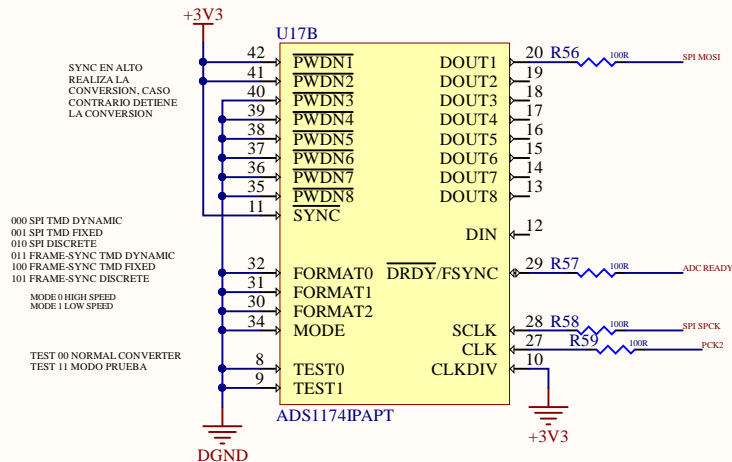 +3V3
U17B
SYNC EN ALTO
REALIZA LA
CONVERSION, CASO
CONTRARIO DETIENE
LA CONVERSION
42 PWDN1 DOUT1 20 R56 100R SPI MOSI
41 PWDN2 DOUT2 19
40 PWDN3 DOUT3 18
39 PWDN4 DOUT4 17
38 PWDN5 DOUT5 16
37 PWDN6 DOUT6 15
36 PWDN7 DOUT7 14
35 PWDN8 DOUT8 13
11 SYNC
DIN 12
000 SPI TMD DYNAMIC
001 SPI TMD FIXED
010 SPI DISCRETE
011 FRAME-SYNC TMD DYNAMIC
100 FRAME-SYNC TMD FIXED
101 FRAME-SYNC DISCRETE
MODE 0 HIGH SPEED
MODE 1 LOW SPEED
32 FORMAT0 DRDY/FSYNC 29 R57 100R ADC READY
31 FORMAT1
30 FORMAT2
34 MODE SCLK 28 R58 100R SPI SPCK
CLK 27 R59 100R PCK2
TEST 00 NORMAL CONVERTER
TEST 11 MODO PRUEBA
8 TEST0 CLKDIV 10
9 TEST1
ADS1174IPAPT
+3V3
DGND